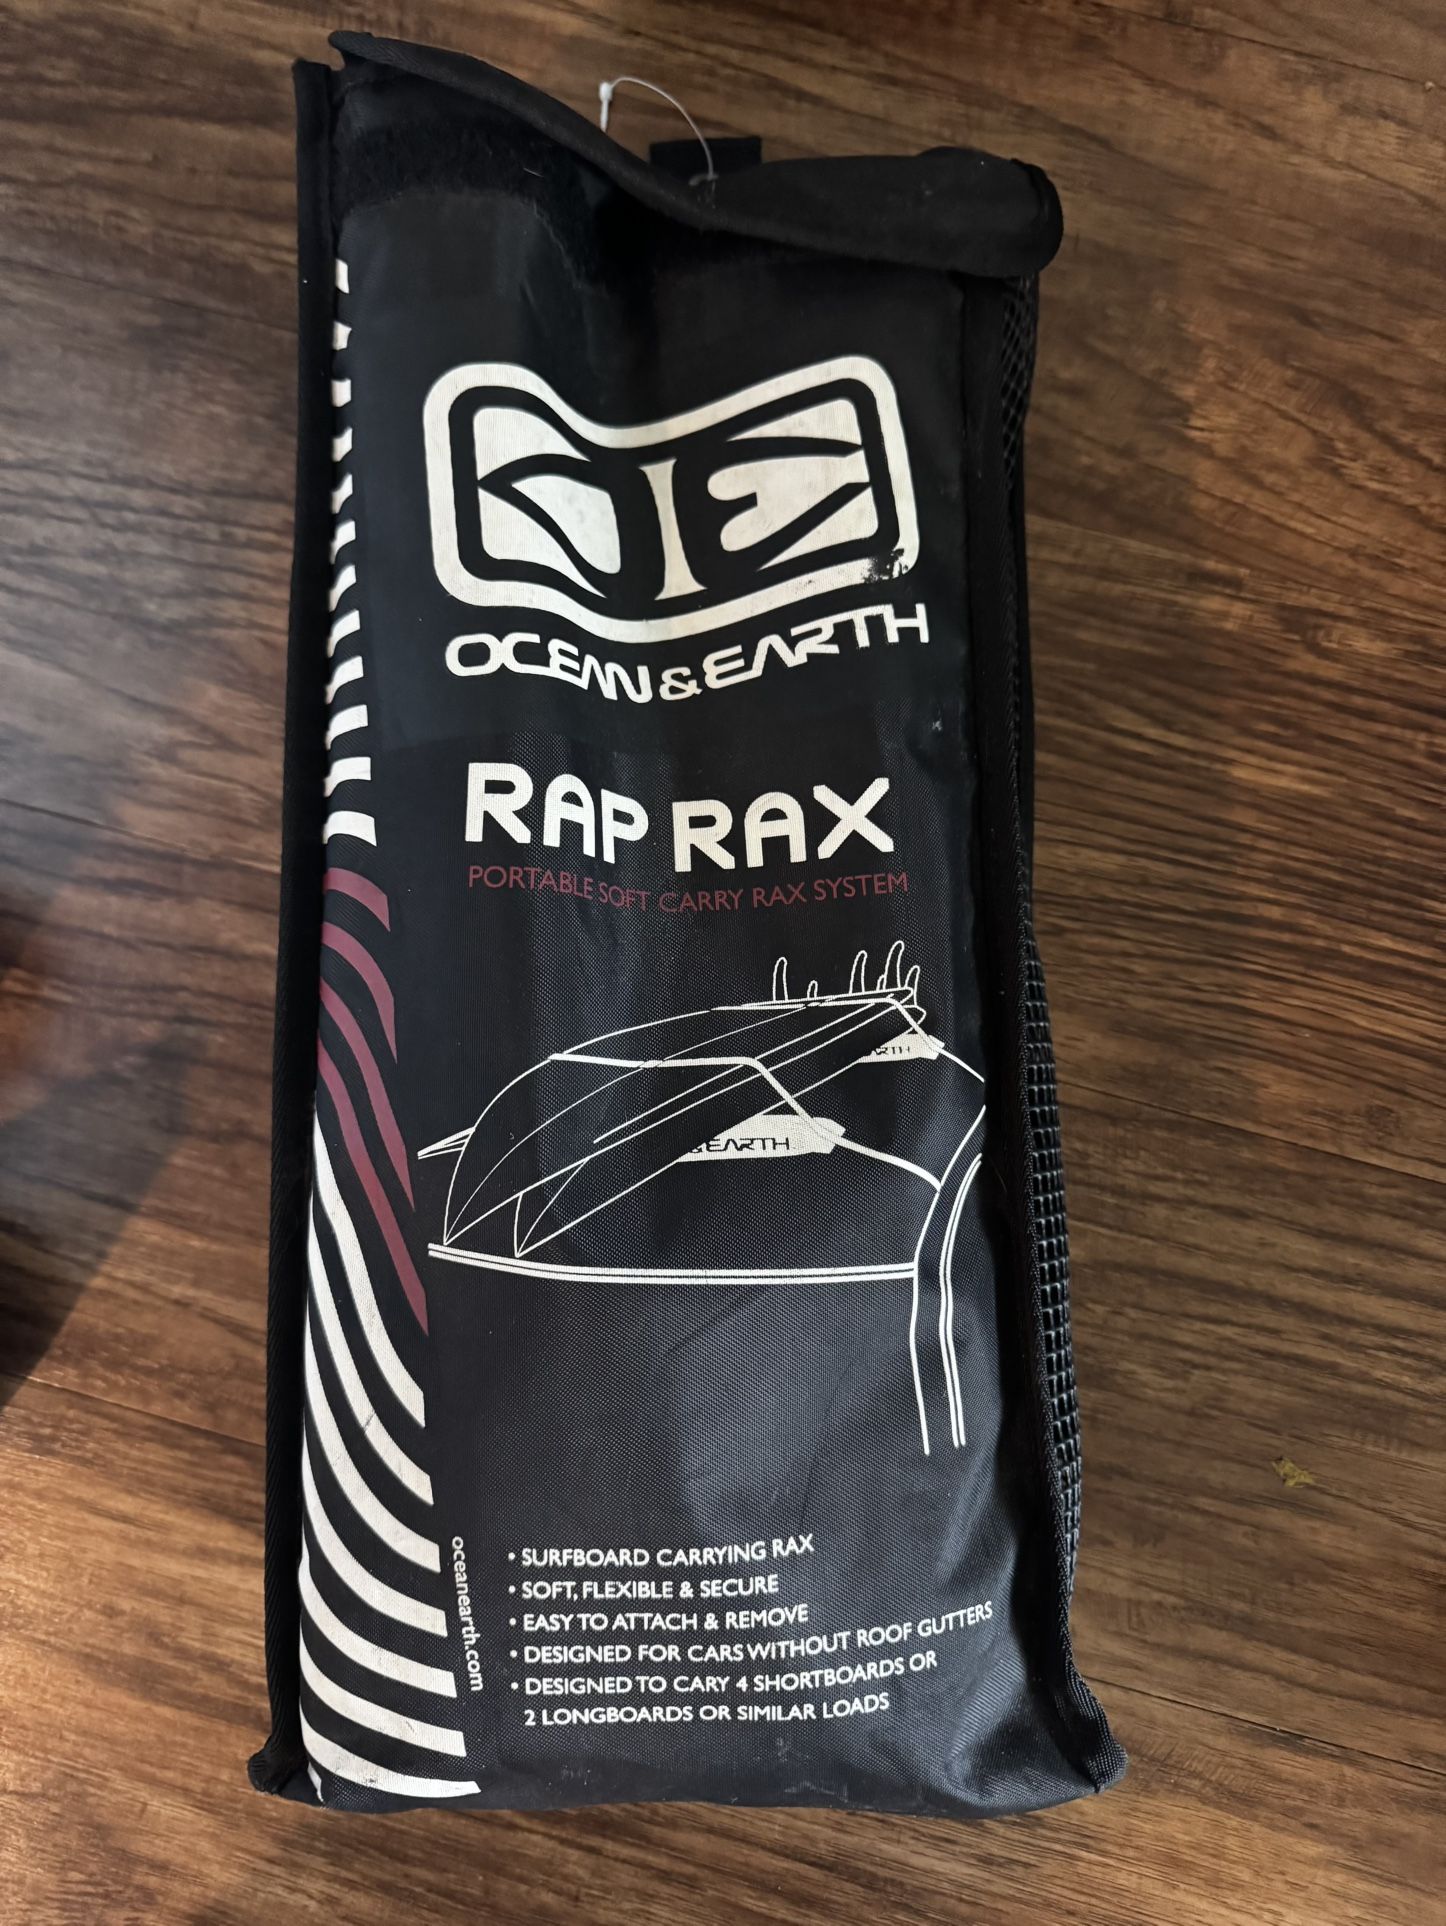 OCEAN&EARTH
RAP RAX
PORTABLE SOFT CARRY RAX SYSTEM
ARTH
&EARTH
• SURFBOARD CARRYING RAX
• SOFT, FLEXIBLE & SECURE
• EASY TO ATTACH & REMOVE
• DESIGNED FOR CARS WITHOUT ROOF GUTTERS
• DESIGNED TO CARY 4 SHORTBOARDS OR
2 LONGBOARDS OR SIMILAR LOADS
oceanearth.com